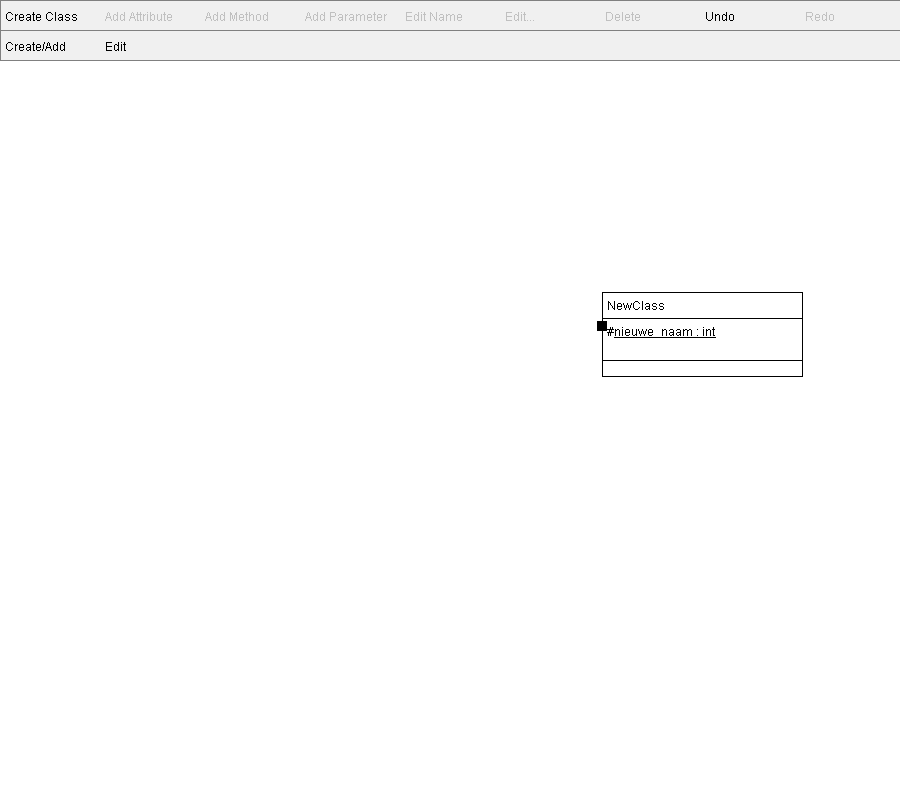 Create Class Add Attribute Add Method Add Parameter Edit Name Edit... Delete Undo Redo
Create/Add Edit
NewClass
#nieuwe_naam : int